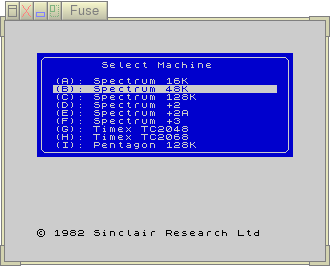 Fuse
Select Machine
(A): Spectrum 16K
(B): Spectrum 48K
(C): Spectrum 128K
(D): Spectrum +2
(E): Spectrum +2A
(F): Spectrum +3
(G): Timex TC2048
(H): Timex TC2068
(I): Pentagon 128K
© 1982 Sinclair Research Ltd